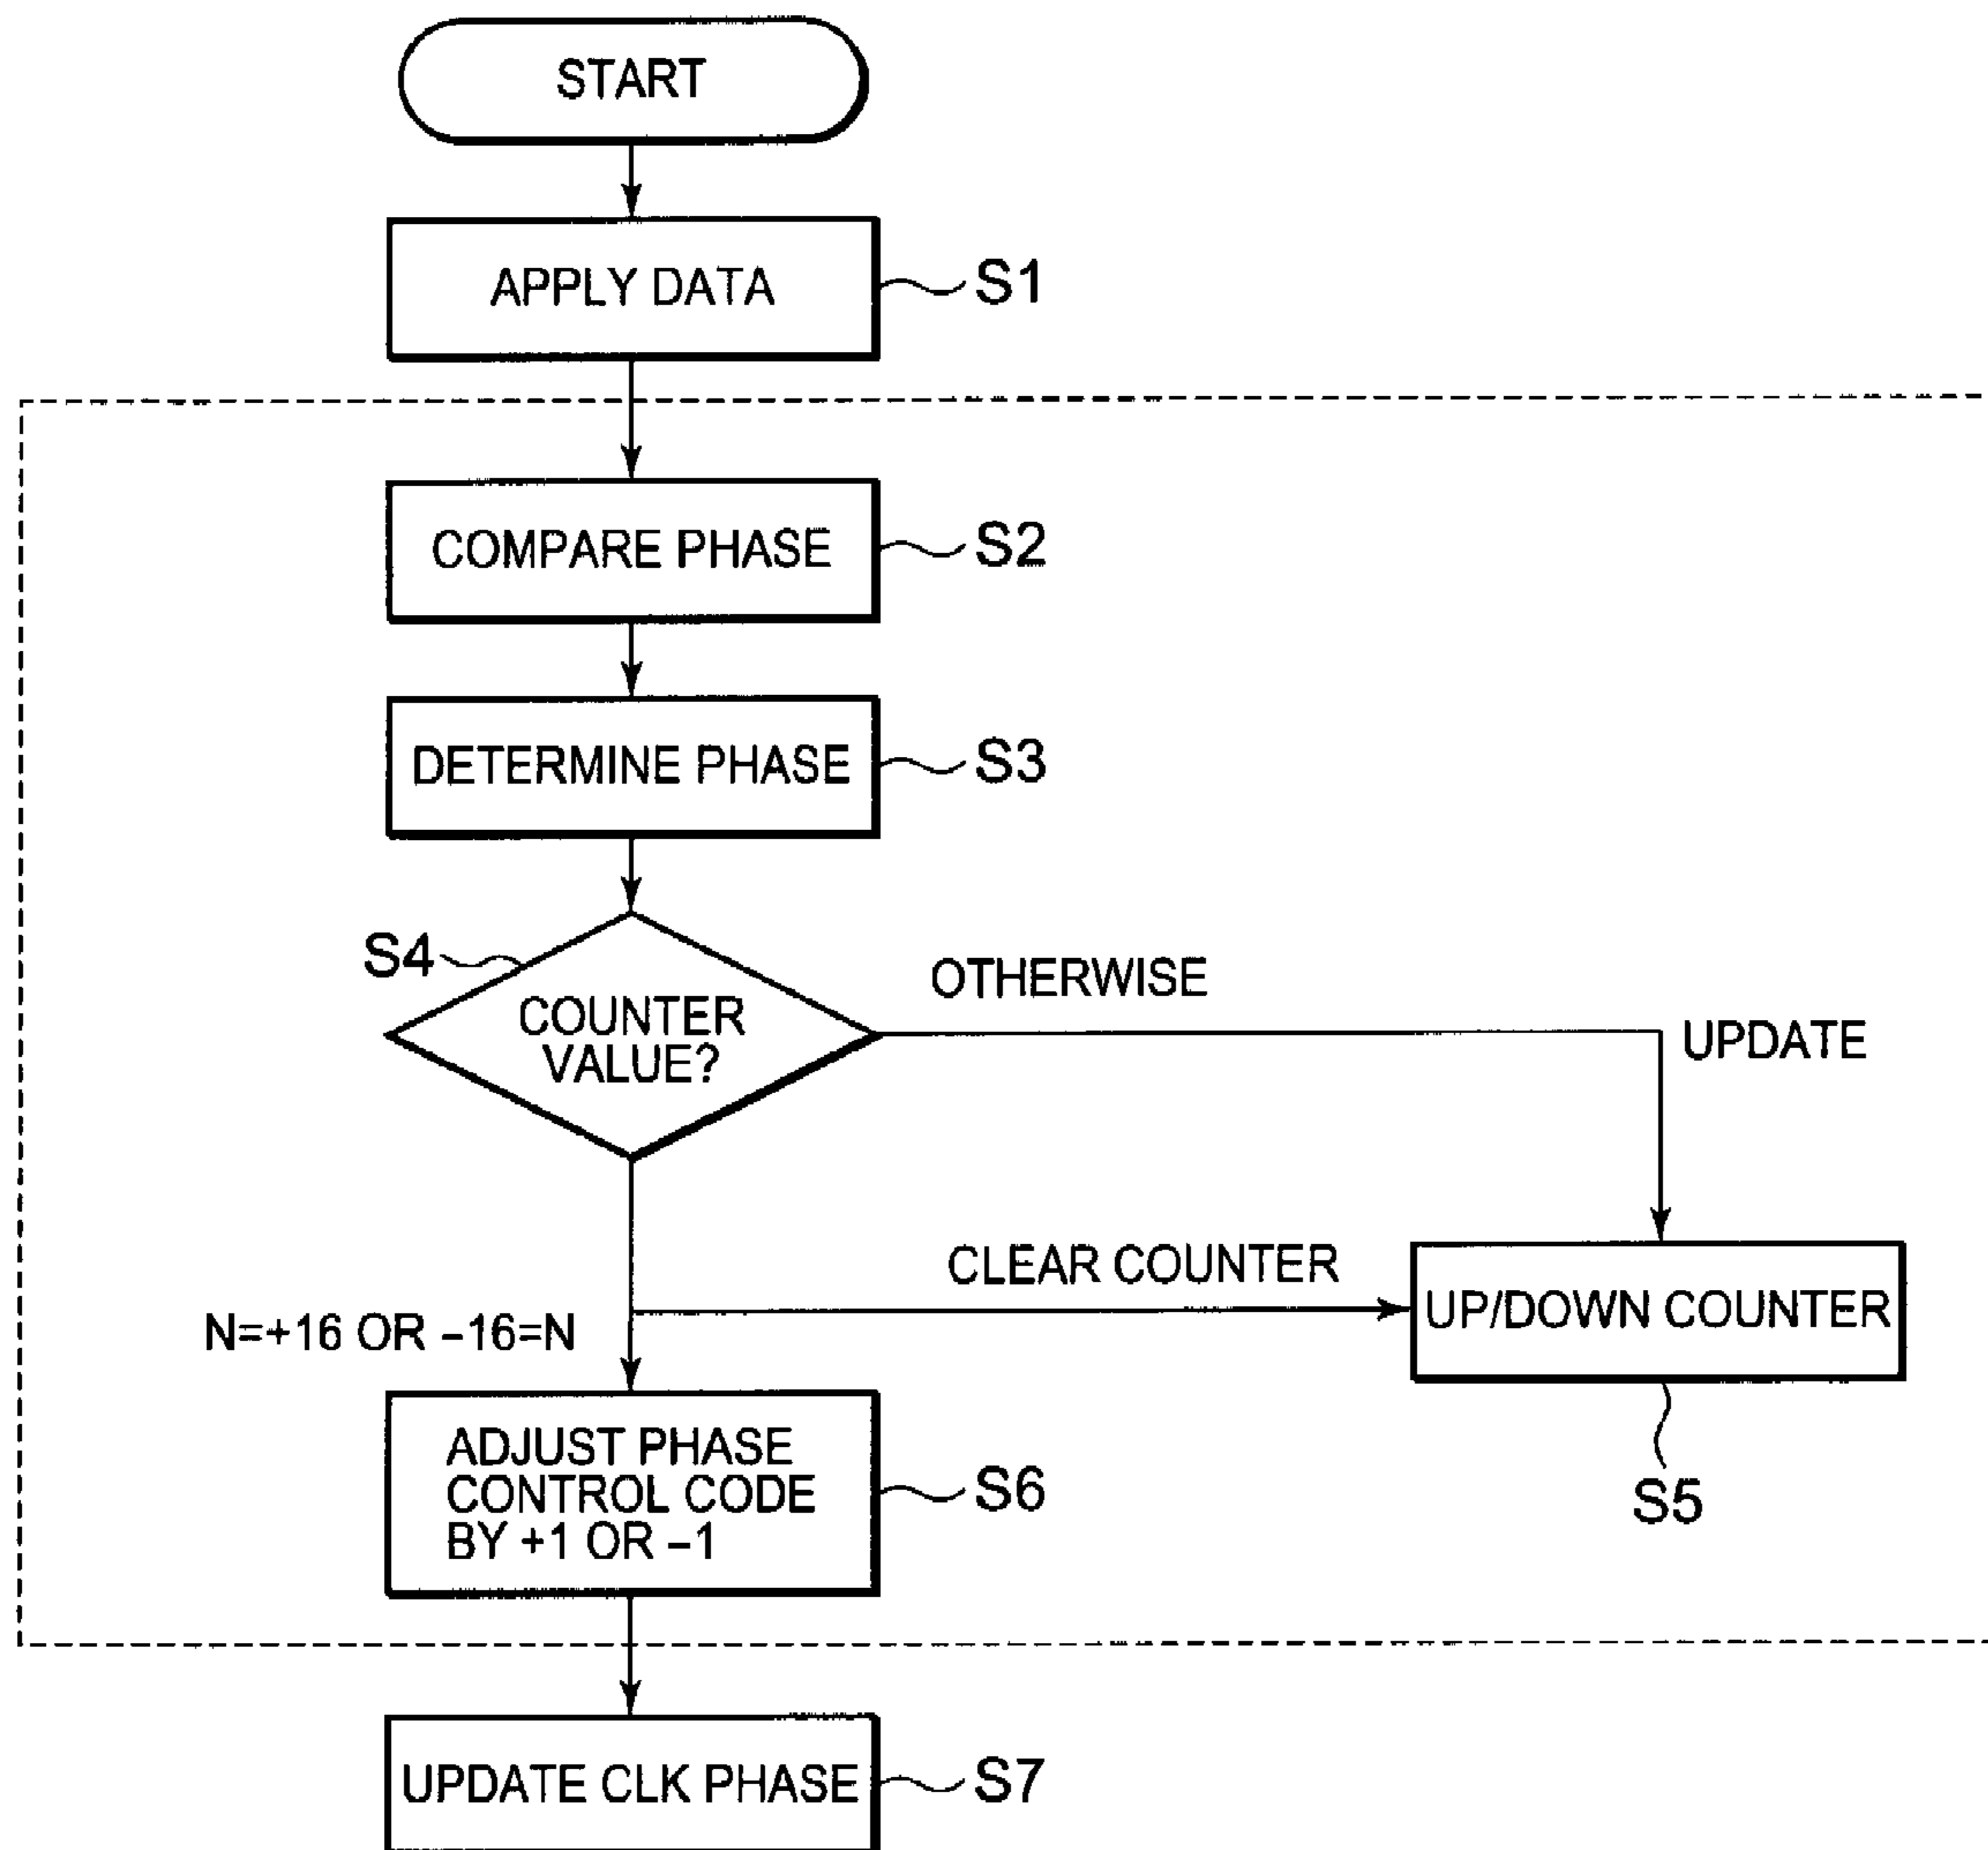 START
APPLY DATA
S1
COMPARE PHASE
S2
DETERMINE PHASE
S3
S4
COUNTER
VALUE?
OTHERWISE
UPDATE
CLEAR COUNTER
N=+16 OR –16=N
UP/DOWN COUNTER
S5
ADJUST PHASE
CONTROL CODE
BY +1 OR –1
S6
UPDATE CLK PHASE
S7